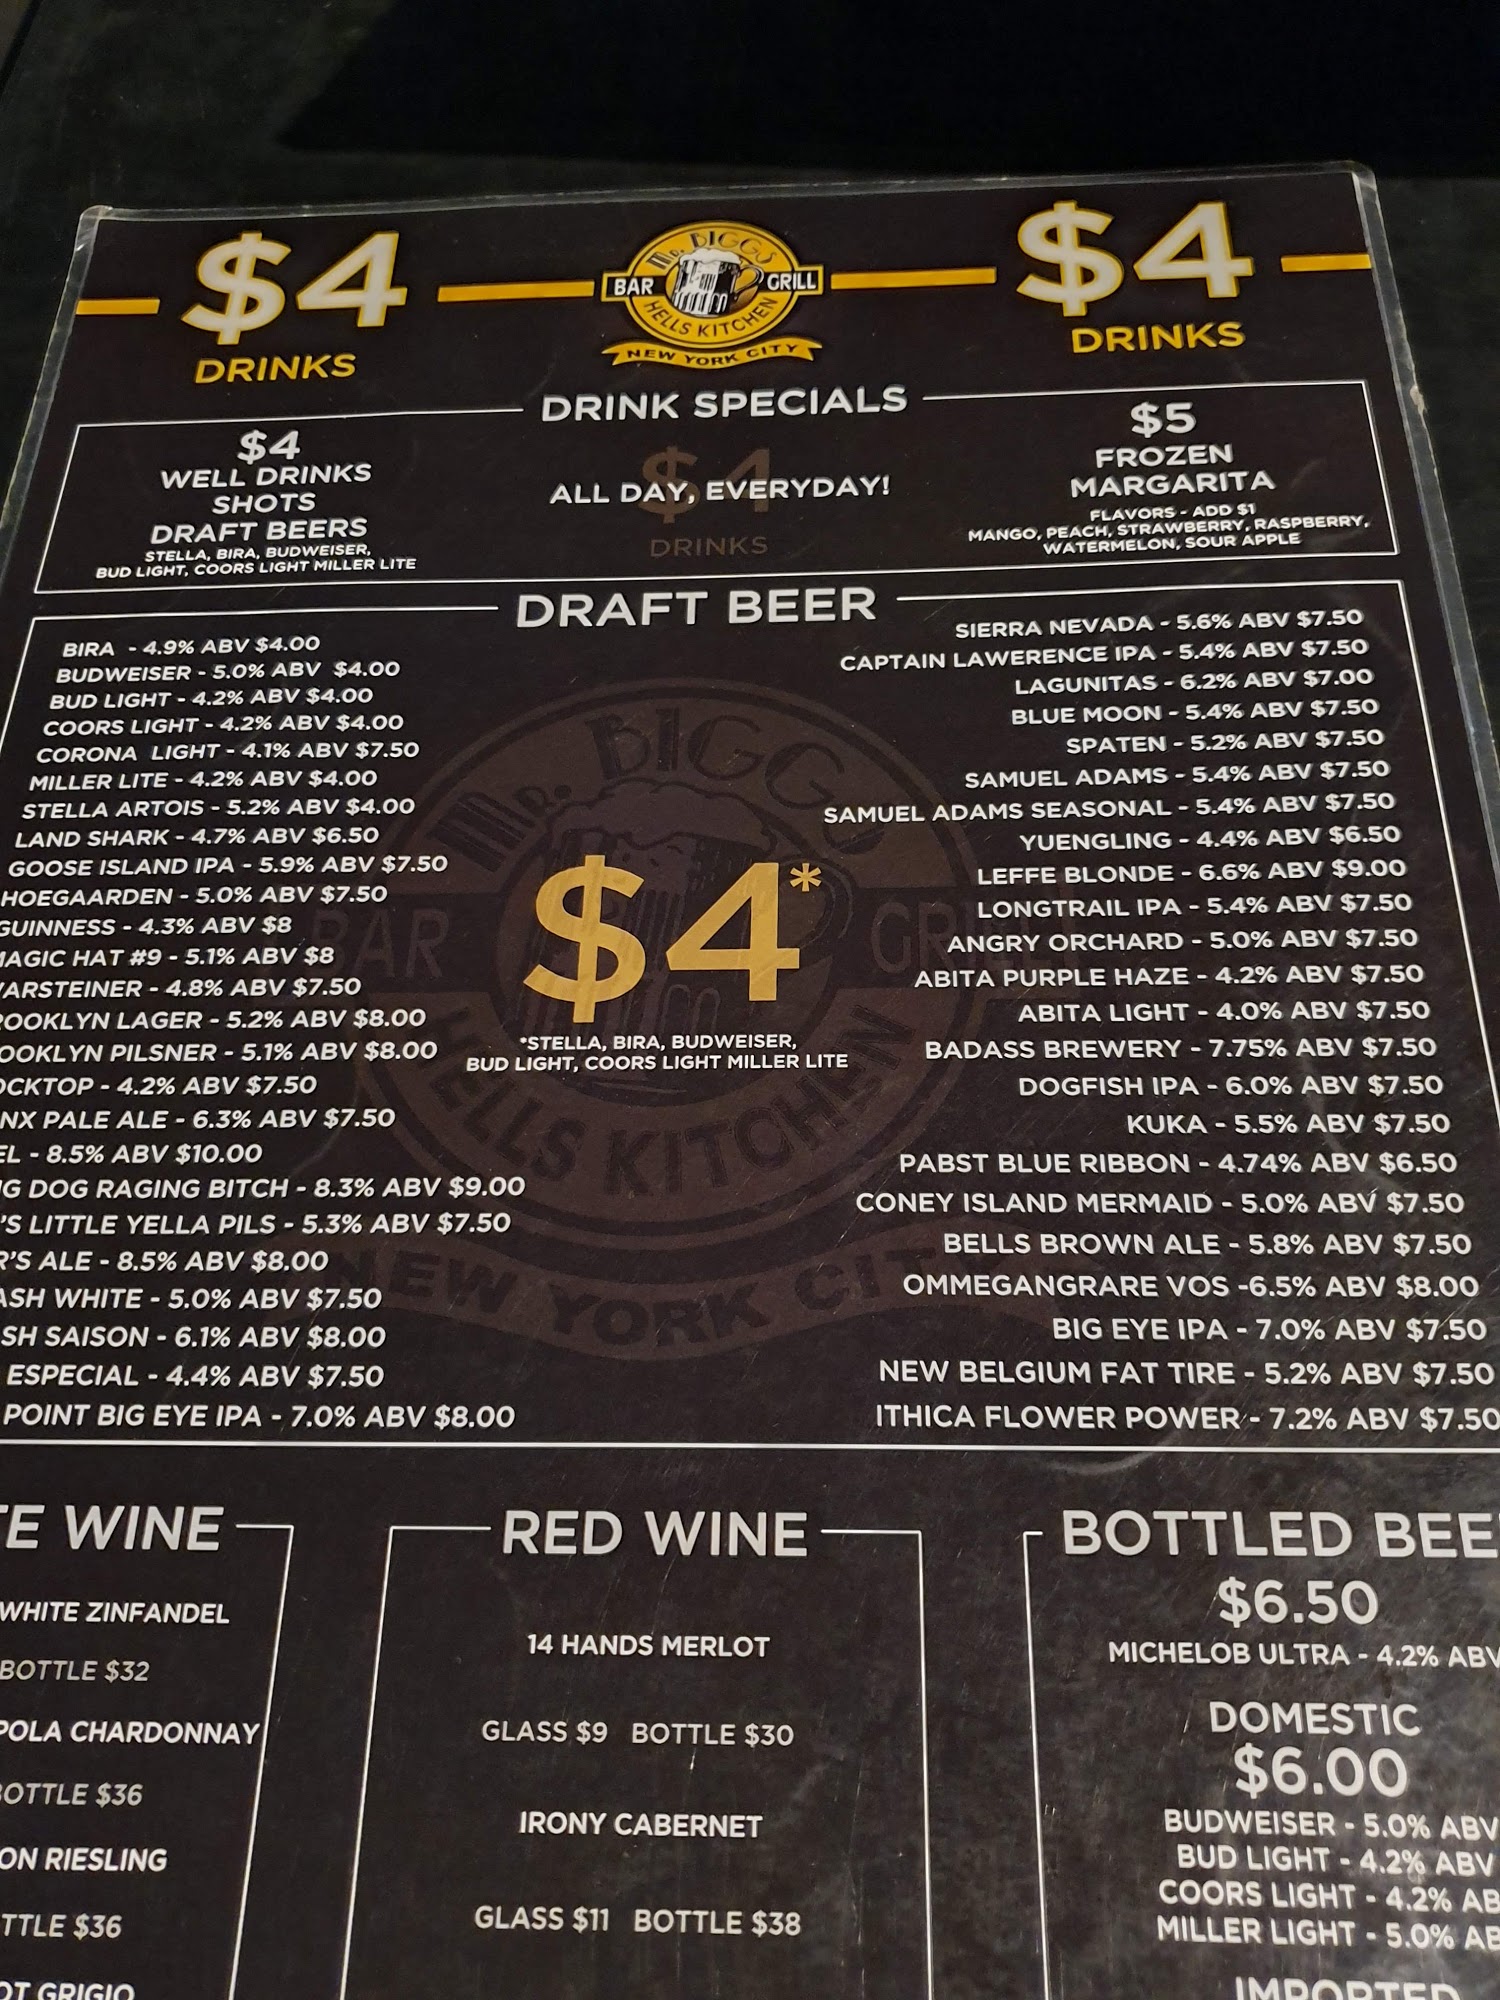 $4
DRINKS
Mr. BIGGS
BAR GRILL
HELLS KITCHEN
NEW YORK CITY
$4
DRINKS
DRINK SPECIALS
$4
WELL DRINKS
SHOTS
DRAFT BEERS
STELLA, BIRA, BUDWEISER,
BUD LIGHT, COORS LIGHT MILLER LITE
$4
ALL DAY, EVERYDAY!
DRINKS
$5
FROZEN
MARGARITA
FLAVORS - ADD $1
MANGO, PEACH, STRAWBERRY, RASPBERRY,
WATERMELON, SOUR APPLE
DRAFT BEER
BIRA - 4.9% ABV $4.00
BUDWEISER - 5.0% ABV $4.00
BUD LIGHT - 4.2% ABV $4.00
COORS LIGHT - 4.2% ABV $4.00
CORONA LIGHT - 4.1% ABV $7.50
MILLER LITE - 4.2% ABV $4.00
STELLA ARTOIS - 5.2% ABV $4.00
LAND SHARK - 4.7% ABV $6.50
GOOSE ISLAND IPA - 5.9% ABV $7.50
HOEGAARDEN - 5.0% ABV $7.50
GUINNESS - 4.3% ABV $8
MAGIC HAT #9 - 5.1% ABV $8
ARSTEINER - 4.8% ABV $7.50
ROOKLYN LAGER - 5.2% ABV $8.00
OOKLYN PILSNER - 5.1% ABV $8.00
OCKTOP - 4.2% ABV $7.50
NX PALE ALE - 6.3% ABV $7.50
EL - 8.5% ABV $10.00
G DOG RAGING BITCH - 8.3% ABV $9.00
'S LITTLE YELLA PILS - 5.3% ABV $7.50
R'S ALE - 8.5% ABV $8.00
ASH WHITE - 5.0% ABV $7.50
SH SAISON - 6.1% ABV $8.00
ESPECIAL - 4.4% ABV $7.50
POINT BIG EYE IPA - 7.0% ABV $8.00
Mr. BIGGS
BAR GRILL
HELLS KITCHEN
NEW YORK CITY
$4*
*STELLA, BIRA, BUDWEISER,
BUD LIGHT, COORS LIGHT MILLER LITE
SIERRA NEVADA - 5.6% ABV $7.50
CAPTAIN LAWERENCE IPA - 5.4% ABV $7.50
LAGUNITAS - 6.2% ABV $7.00
BLUE MOON - 5.4% ABV $7.50
SPATEN - 5.2% ABV $7.50
SAMUEL ADAMS - 5.4% ABV $7.50
SAMUEL ADAMS SEASONAL - 5.4% ABV $7.50
YUENGLING - 4.4% ABV $6.50
LEFFE BLONDE - 6.6% ABV $9.00
LONGTRAIL IPA - 5.4% ABV $7.50
ANGRY ORCHARD - 5.0% ABV $7.50
ABITA PURPLE HAZE - 4.2% ABV $7.50
ABITA LIGHT - 4.0% ABV $7.50
BADASS BREWERY - 7.75% ABV $7.50
DOGFISH IPA - 6.0% ABV $7.50
KUKA - 5.5% ABV $7.50
PABST BLUE RIBBON - 4.74% ABV $6.50
CONEY ISLAND MERMAID - 5.0% ABV $7.50
BELLS BROWN ALE - 5.8% ABV $7.50
OMMEGANGRARE VOS -6.5% ABV $8.00
BIG EYE IPA - 7.0% ABV $7.50
NEW BELGIUM FAT TIRE - 5.2% ABV $7.50
ITHICA FLOWER POWER - 7.2% ABV $7.50
TE WINE
WHITE ZINFANDEL
BOTTLE $32
POLA CHARDONNAY
OTTLE $36
ON RIESLING
TTLE $36
OT GRIGIO
RED WINE
14 HANDS MERLOT
GLASS $9 BOTTLE $30
IRONY CABERNET
GLASS $11 BOTTLE $38
BOTTLED BEE
$6.50
MICHELOB ULTRA - 4.2% ABV
DOMESTIC
$6.00
BUDWEISER - 5.0% ABV
BUD LIGHT - 4.2% ABV
COORS LIGHT - 4.2% AB
MILLER LIGHT - 5.0% AB
IMPORTED